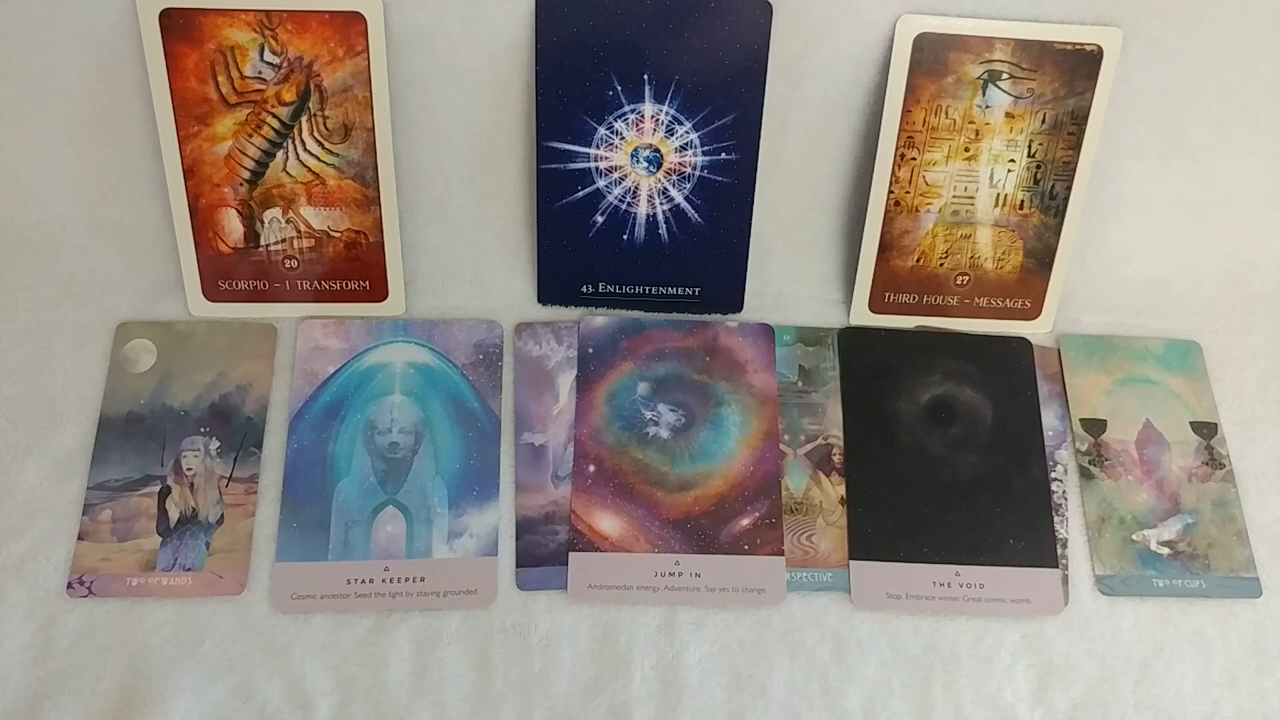 20
SCORPIO ~ I TRANSFORM
43. ENLIGHTENMENT
27
THIRD HOUSE ~ MESSAGES
TWO OF WANDS
STAR KEEPER
Cosmic ancestor. Seed the light by staying grounded
JUMP IN
Andromedan energy. Adventure. Say yes to change.
RSPECTIVE
THE VOID
Stop. Embrace winter. Great cosmic womb.
TWO OF CUPS